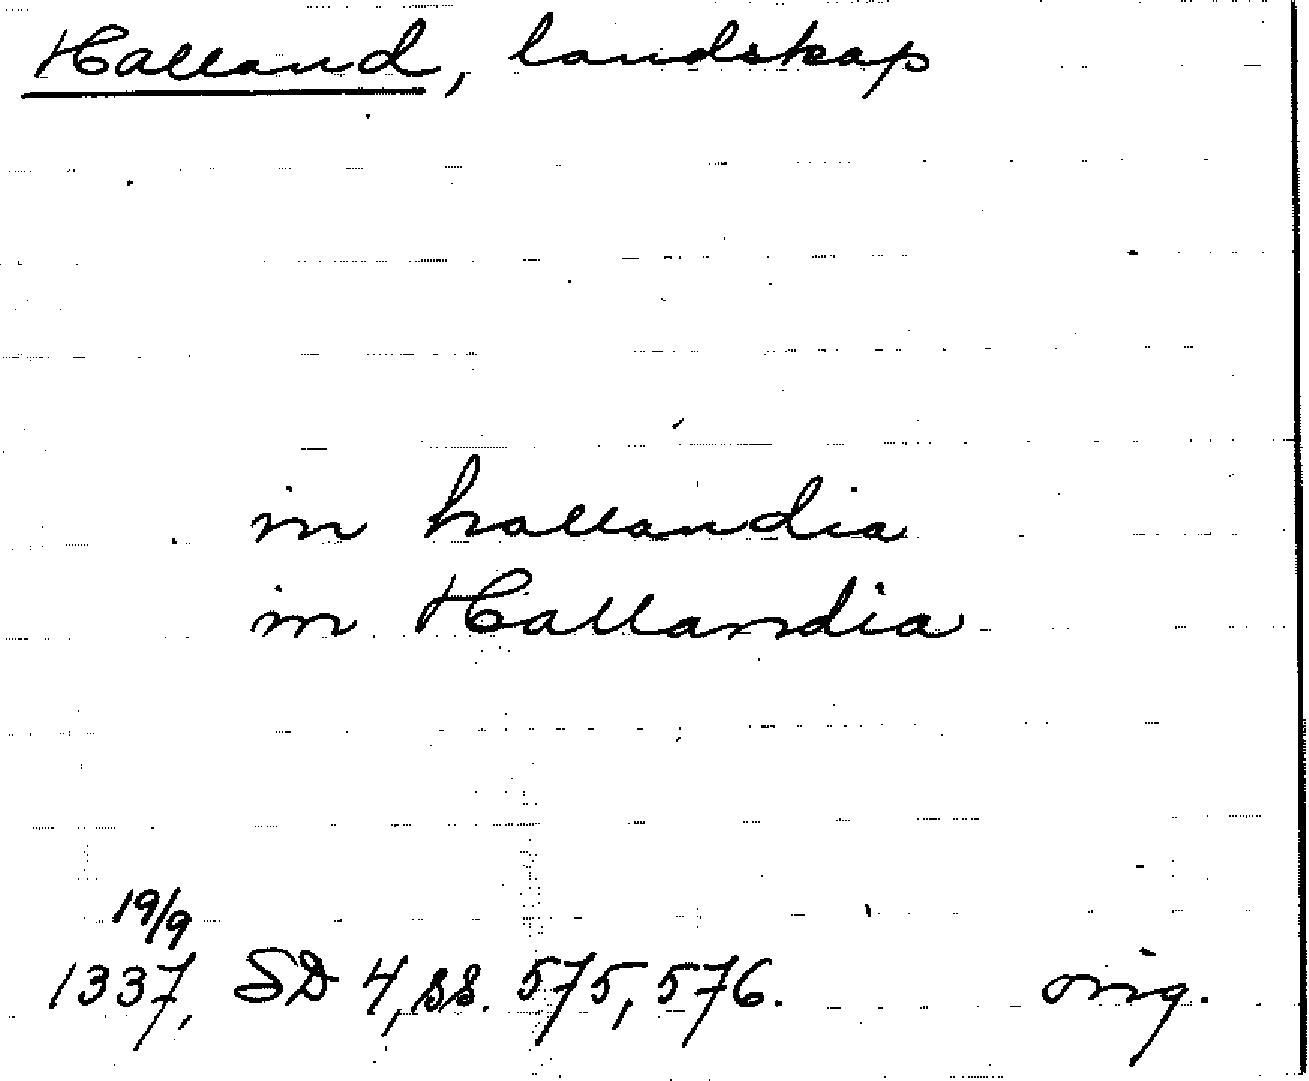 Halland, landskap
in hallandia
in Hallandia
19/9
1337, SD 4, ss. 575, 576. orig.